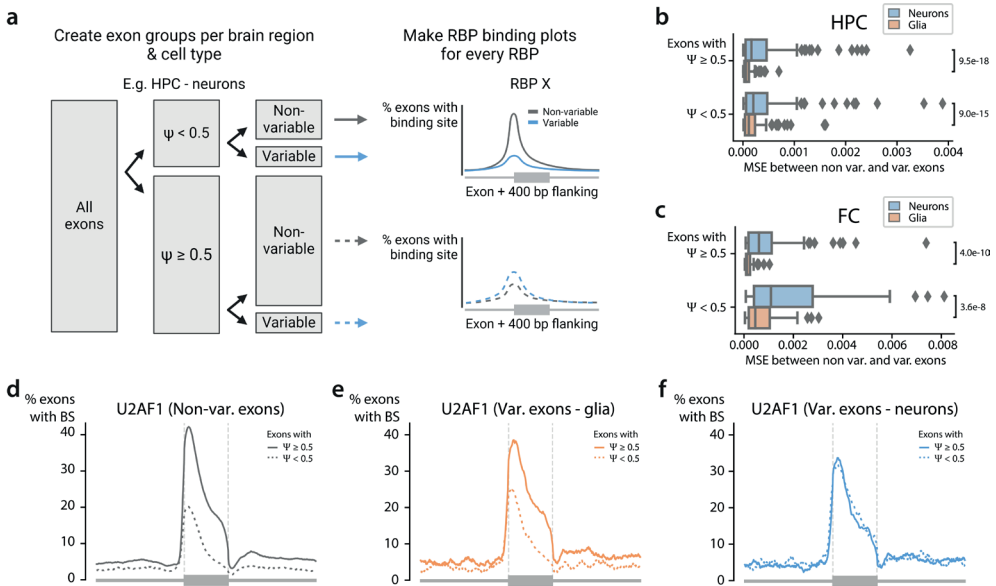 a
Create exon groups per brain region
& cell type
E.g. HPC - neurons
All
exons
ψ < 0.5
ψ ≥ 0.5
Non-
variable
Variable
Non-
variable
Variable
Make RBP binding plots
for every RBP
RBP X
% exons with
binding site
Non-variable
Variable
Exon + 400 bp flanking
% exons with
binding site
Exon + 400 bp flanking
b
HPC
Neurons
Glia
Exons with
Ψ ≥ 0.5
Ψ < 0.5
9.5e-18
9.0e-15
0.000 0.001 0.002 0.003 0.004
MSE between non var. and var. exons
c
FC
Neurons
Glia
Exons with
Ψ ≥ 0.5
Ψ < 0.5
4.0e-10
3.6e-8
0.000 0.002 0.004 0.006 0.008
MSE between non var. and var. exons
d
% exons
with BS
U2AF1 (Non-var. exons)
Exons with
Ψ ≥ 0.5
Ψ < 0.5
40
30
20
10
0
e
% exons
with BS
U2AF1 (Var. exons - glia)
Exons with
Ψ ≥ 0.5
Ψ < 0.5
40
30
20
10
0
f
% exons
with BS
U2AF1 (Var. exons - neurons)
Exons with
Ψ ≥ 0.5
Ψ < 0.5
40
30
20
10
0